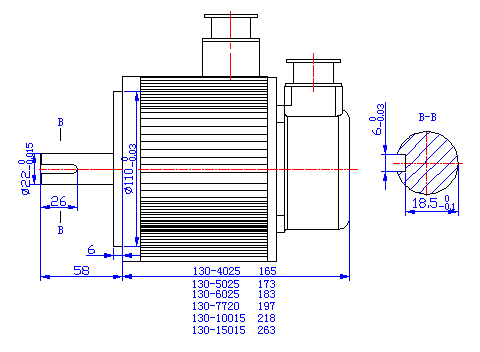 B
B-B
6 0 -0.03
Ø22 0 -0.015
Ø110 0 -0.03
26
18.5 0 -0.1
B
6
58
130-4025 165
130-5025 173
130-6025 183
130-7720 197
130-10015 218
130-15015 263